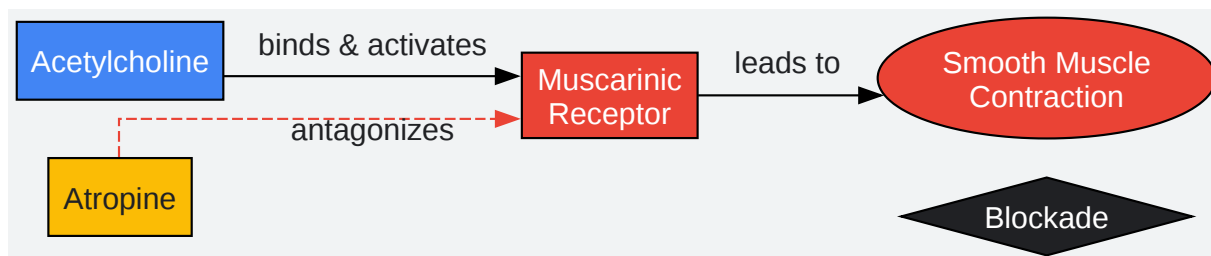 Acetylcholine
binds & activates
Muscarinic
Receptor
leads to
Smooth Muscle
Contraction
antagonizes
Atropine
Blockade